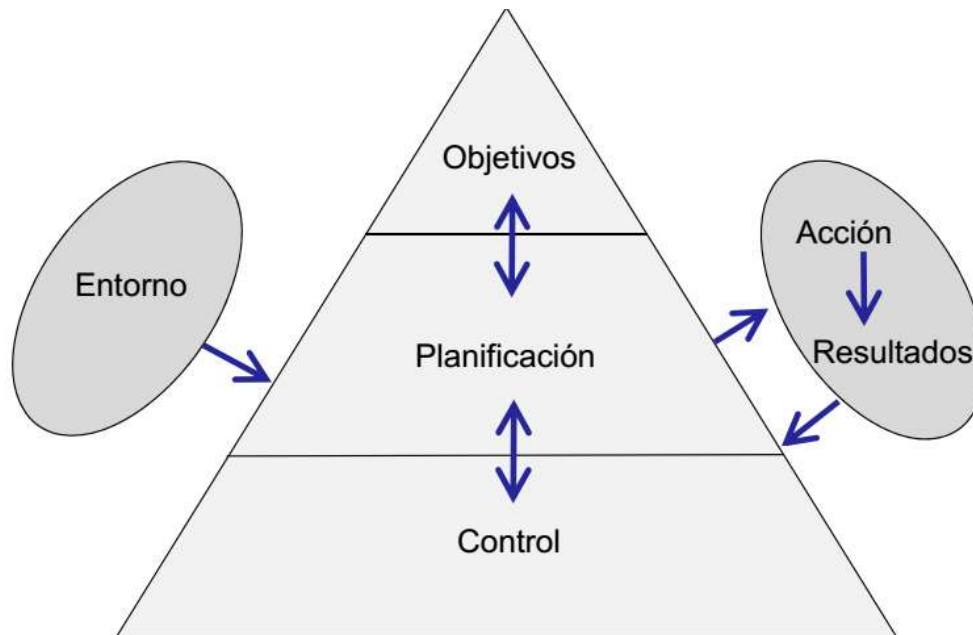 Objetivos
Acción
Entorno
Resultados
Planificación
Control